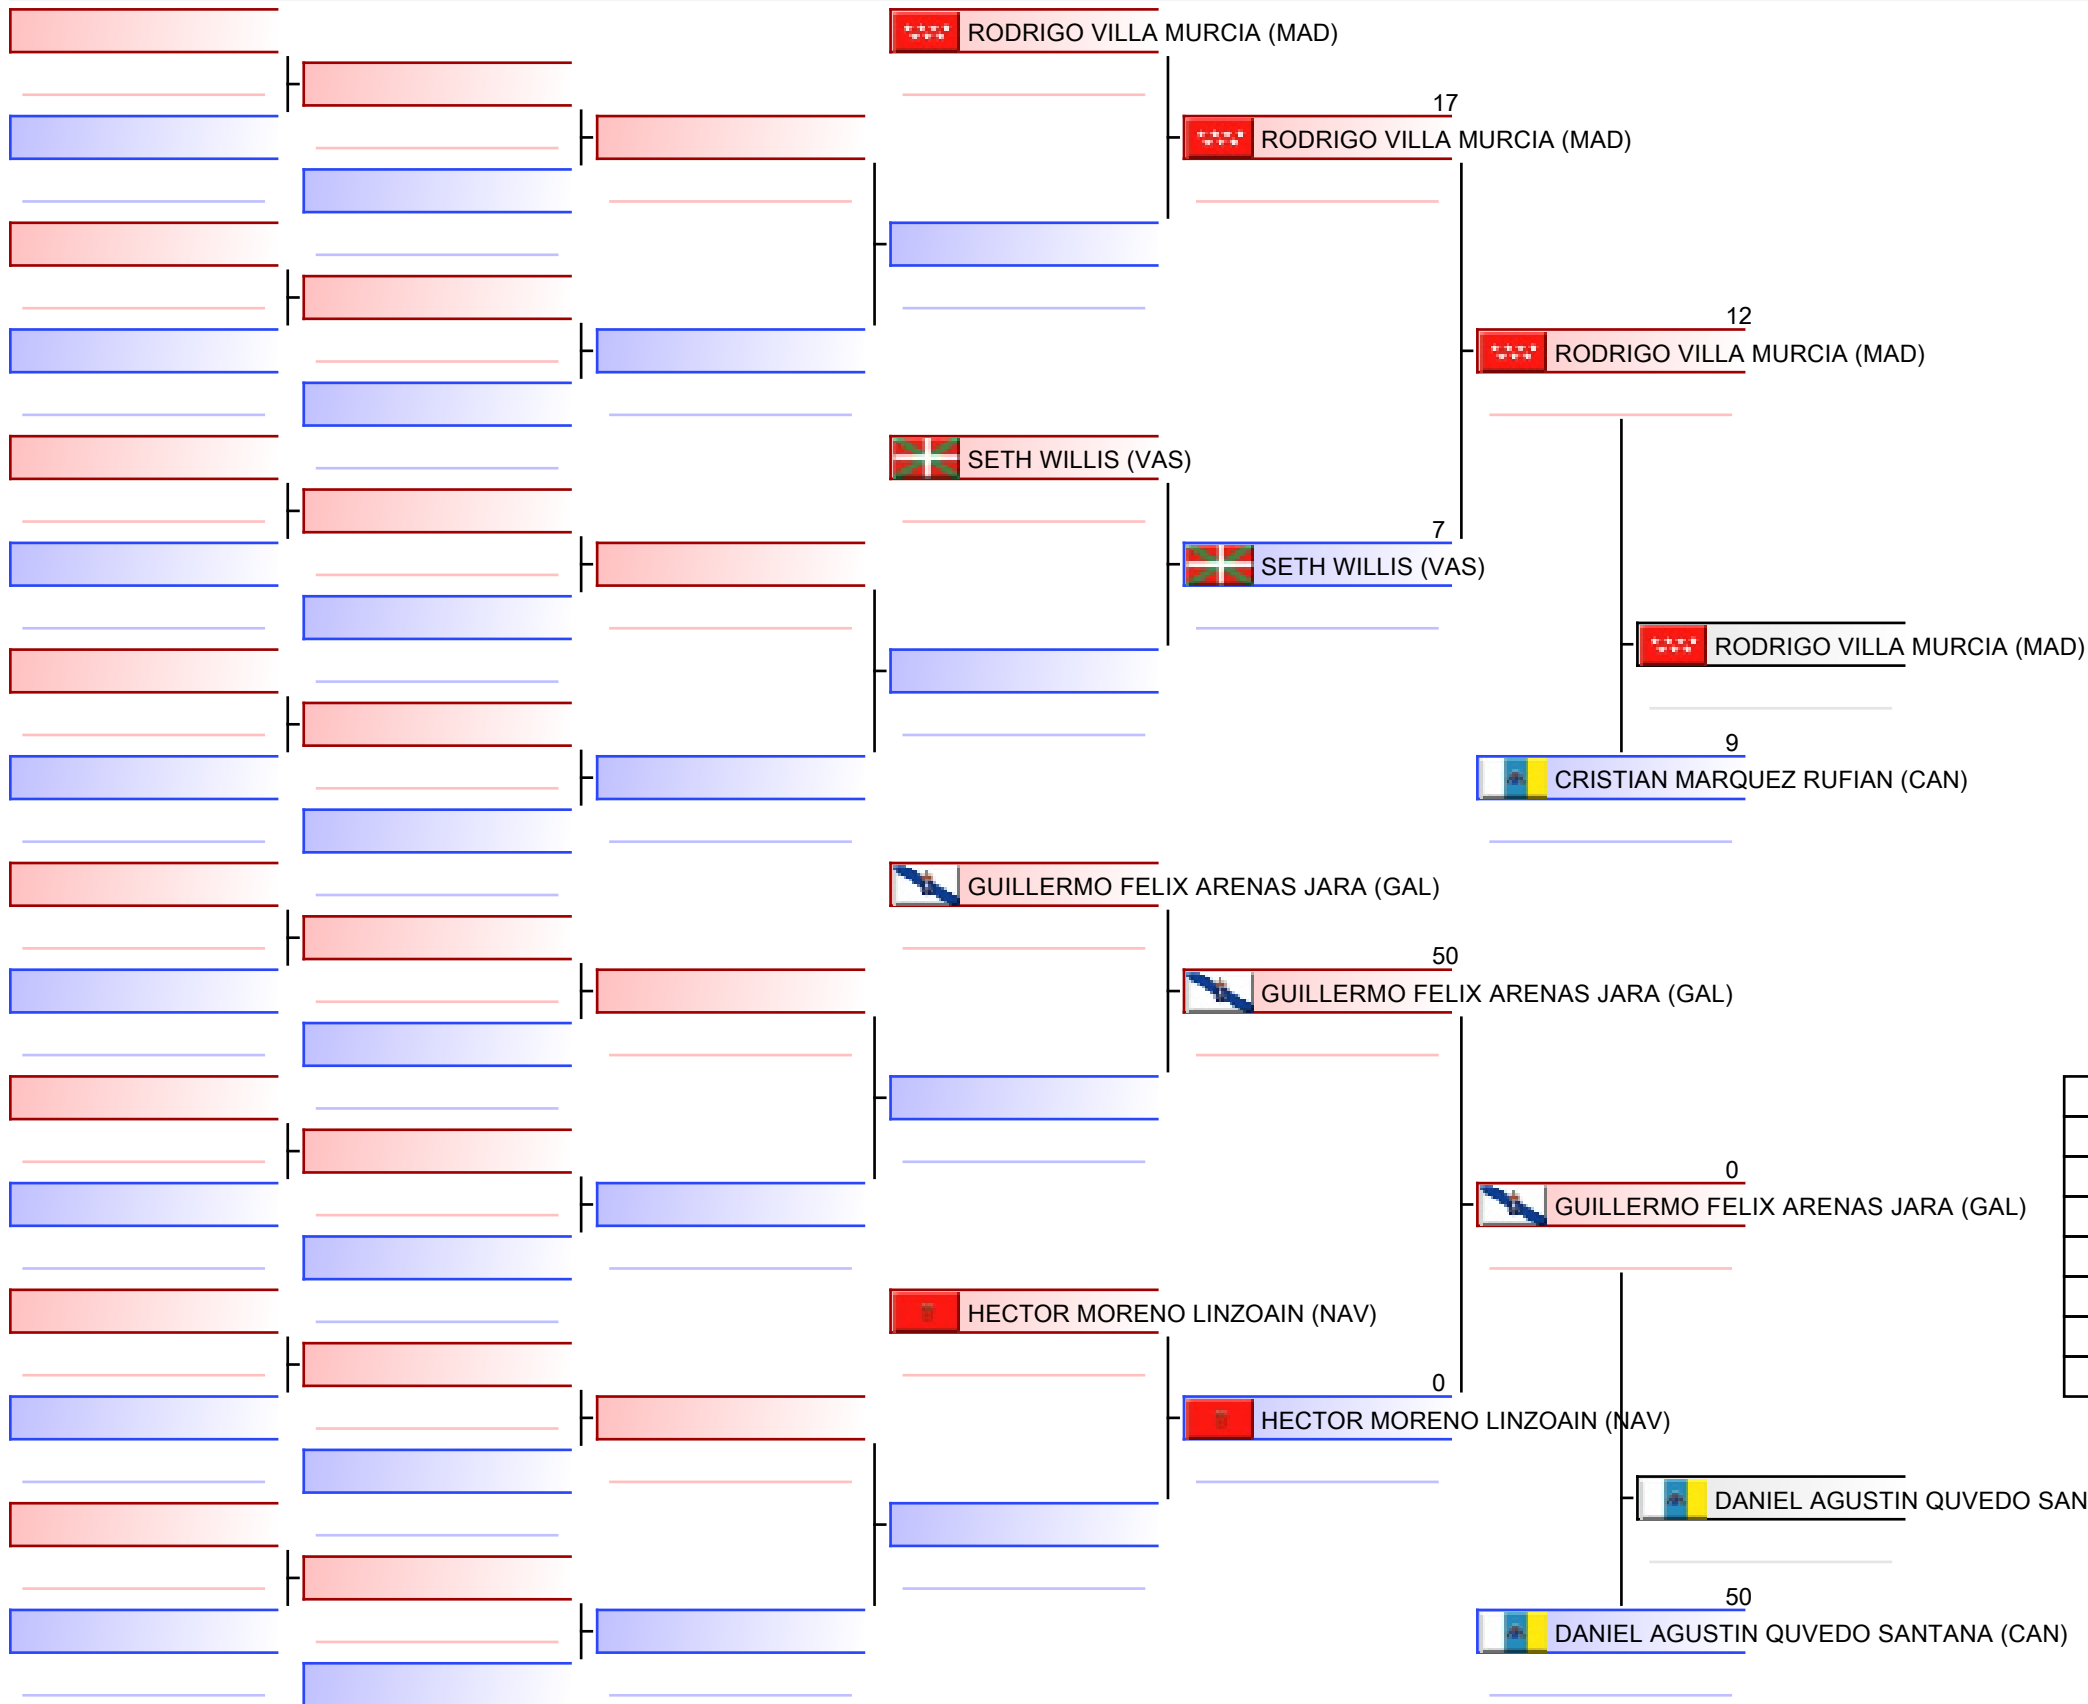 RODRIGO VILLA MURCIA (MAD)
17
RODRIGO VILLA MURCIA (MAD)
12
RODRIGO VILLA MURCIA (MAD)
SETH WILLIS (VAS)
7
SETH WILLIS (VAS)
RODRIGO VILLA MURCIA (MAD)
9
CRISTIAN MARQUEZ RUFIAN (CAN)
GUILLERMO FELIX ARENAS JARA (GAL)
50
GUILLERMO FELIX ARENAS JARA (GAL)
0
GUILLERMO FELIX ARENAS JARA (GAL)
HECTOR MORENO LINZOAIN (NAV)
0
HECTOR MORENO LINZOAIN (NAV)
DANIEL AGUSTIN QUVEDO SAN
50
DANIEL AGUSTIN QUVEDO SANTANA (CAN)